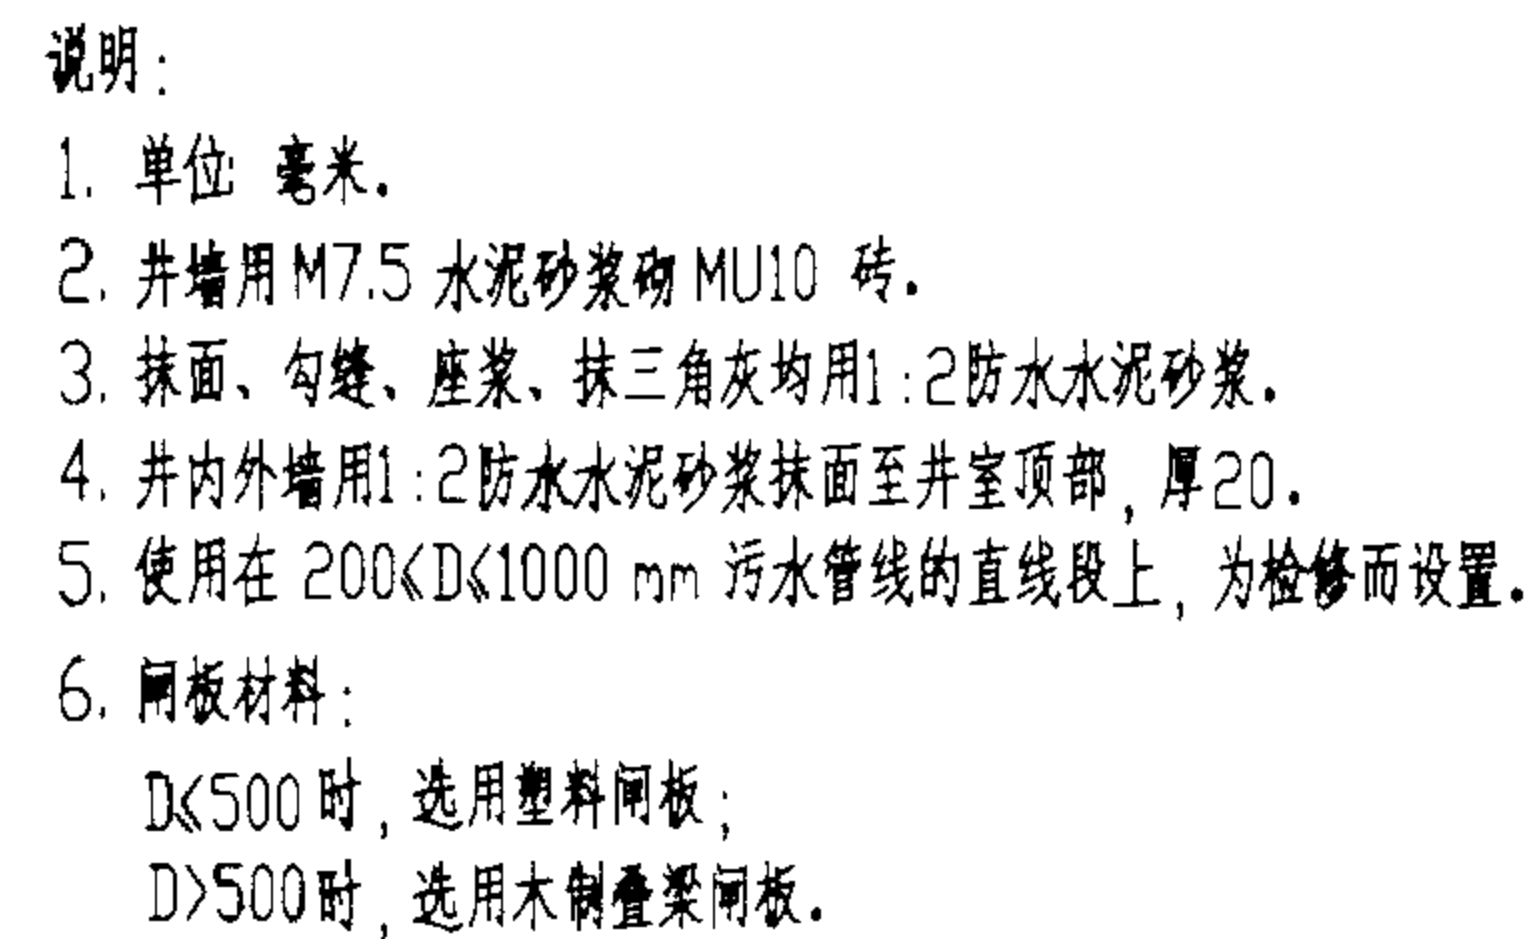 说明:
1. 单位: 毫米。
2. 井墙用M7.5 水泥砂浆砌MU10 砖。
3. 抹面、勾缝、座浆、抹三角灰均用1:2防水水泥砂浆。
4. 井内外墙用1:2防水水泥砂浆抹面至井室顶部, 厚20。
5. 使用在 200≤D≤1000 mm 污水管线的直线段上, 为检修而设置。
6. 闸板材料:
D≤500时, 选用塑料闸板;
D>500时, 选用木制叠梁闸板。